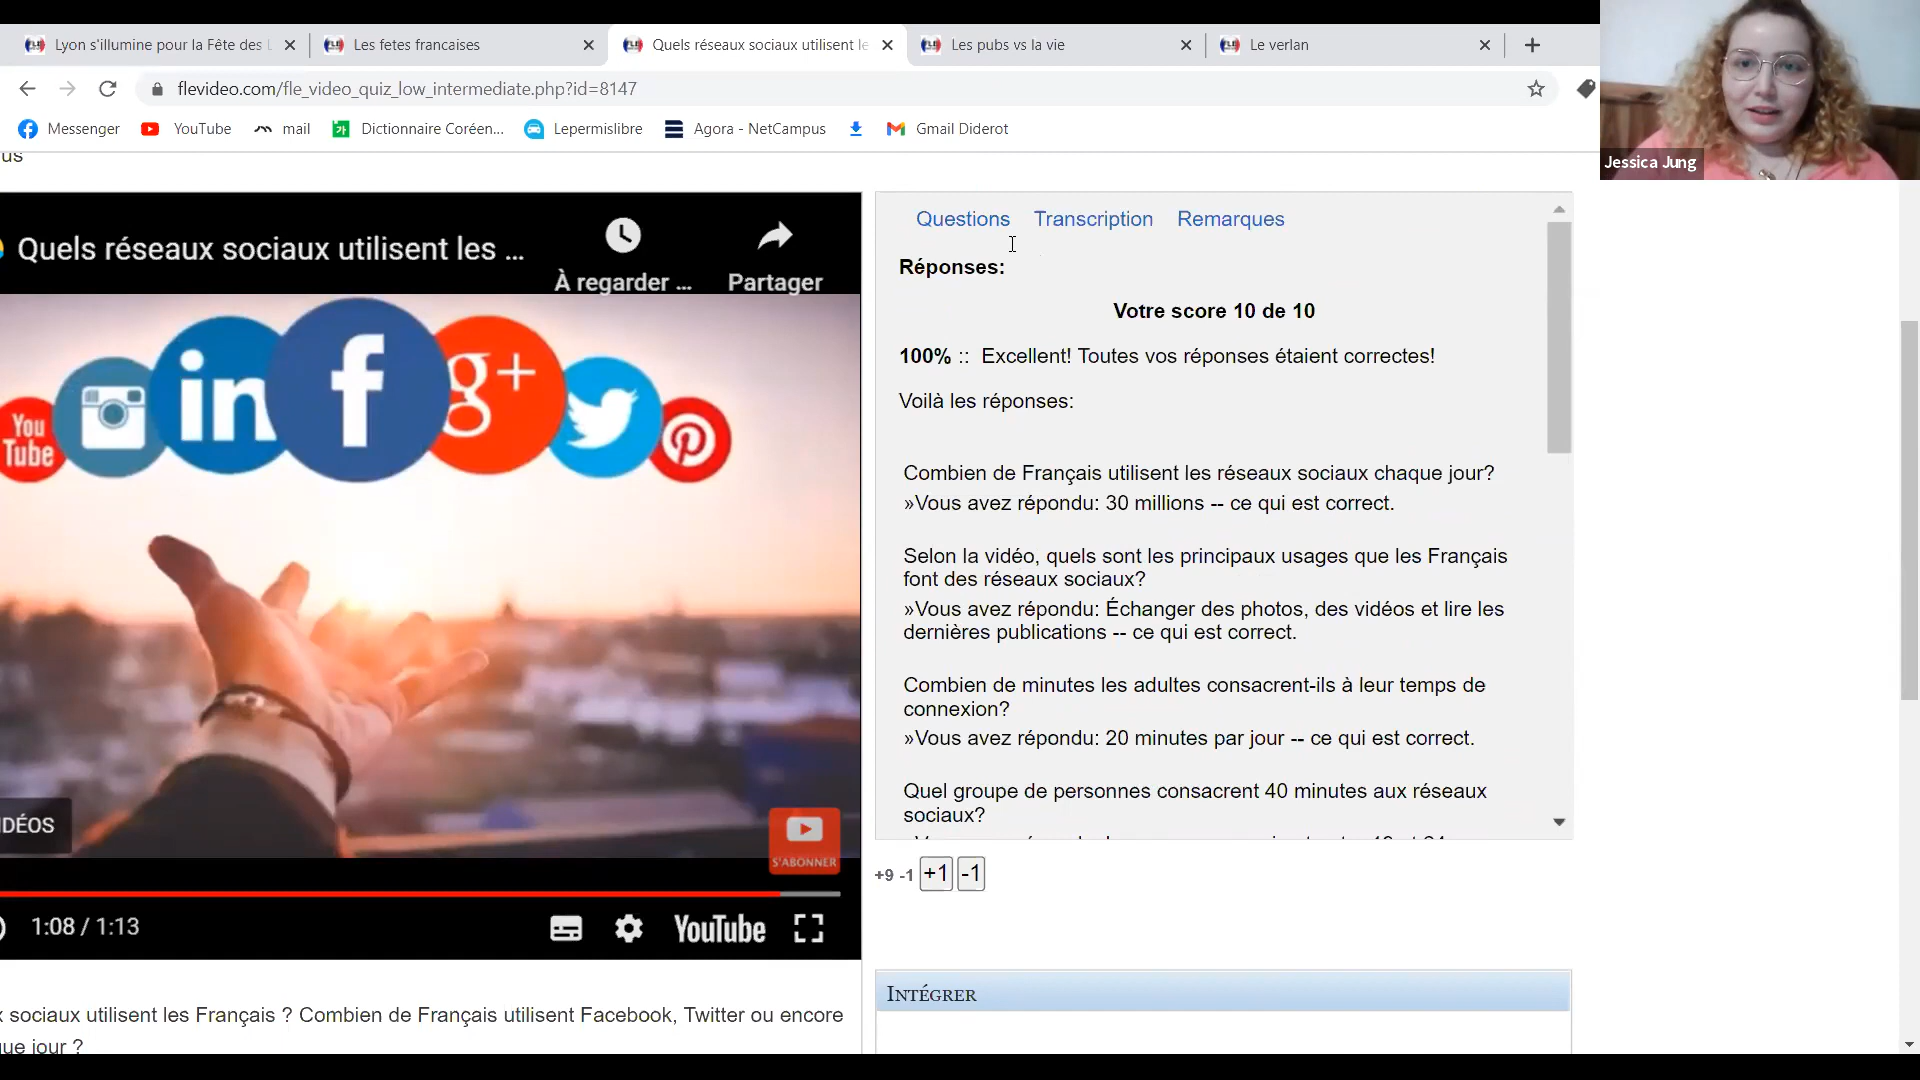 Lyon s'illumine pour la Fête des
Les fetes francaises
Quels réseaux sociaux utilisent le
Les pubs vs la vie
Le verlan
flevideo.com/fle_video_quiz_low_intermediate.php?id=8147
Messenger
YouTube
mail
Dictionnaire Coréen...
Lepermislibre
Agora - NetCampus
Gmail Diderot
Jessica Jung
us
Quels réseaux sociaux utilisent les ...
À regarder ...
Partager
You
Tube
in
f
g+
IDÉOS
S'ABONNER
1:08 / 1:13
YouTube
x sociaux utilisent les Français ? Combien de Français utilisent Facebook, Twitter ou encore
que jour ?
Questions
Transcription
Remarques
Réponses:
Votre score 10 de 10
100% :: Excellent! Toutes vos réponses étaient correctes!
Voilà les réponses:
Combien de Français utilisent les réseaux sociaux chaque jour?
»Vous avez répondu: 30 millions -- ce qui est correct.
Selon la vidéo, quels sont les principaux usages que les Français
font des réseaux sociaux?
»Vous avez répondu: Échanger des photos, des vidéos et lire les
dernières publications -- ce qui est correct.
Combien de minutes les adultes consacrent-ils à leur temps de
connexion?
»Vous avez répondu: 20 minutes par jour -- ce qui est correct.
Quel groupe de personnes consacrent 40 minutes aux réseaux
sociaux?
+9 -1 +1 -1
INTÉGRER